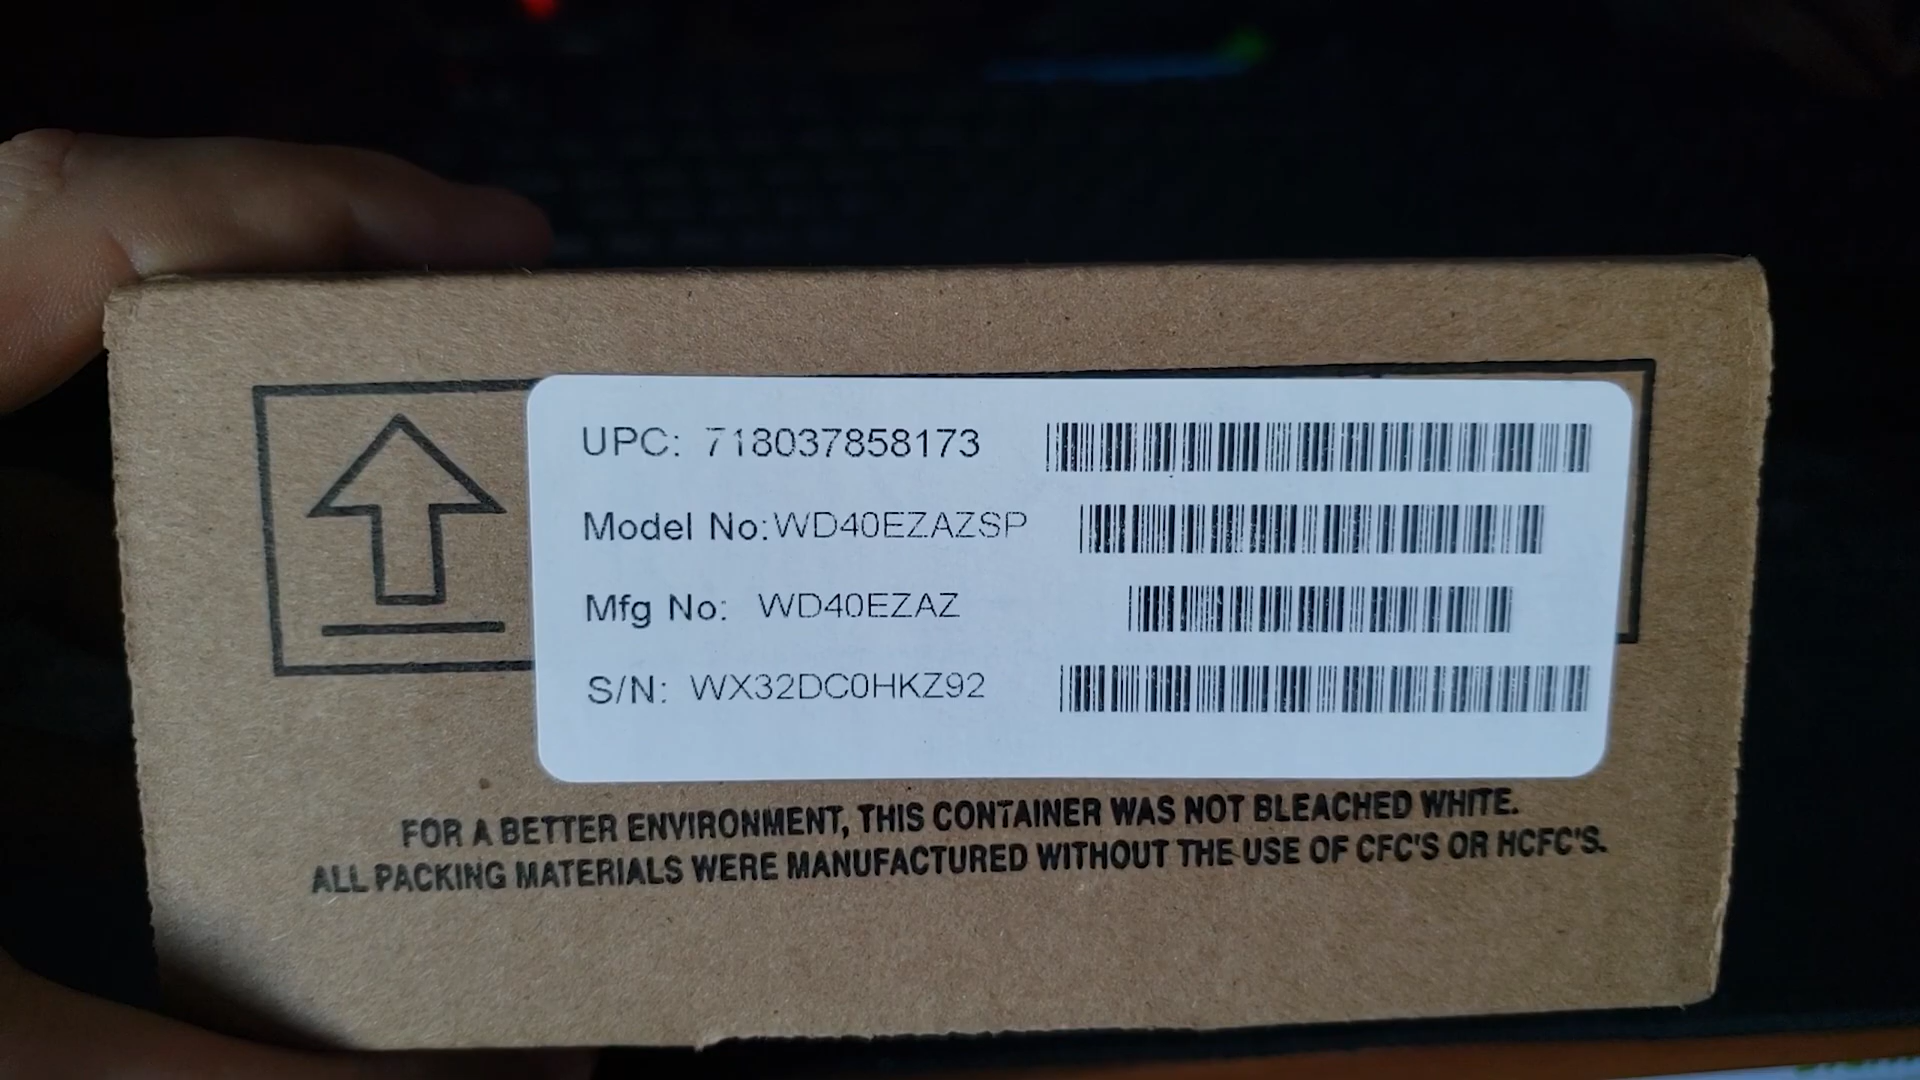 UPC: 718037858173
Model No:WD40EZAZSP
Mfg No: WD40EZAZ
S/N: WX32DC0HKZ92
FOR A BETTER ENVIRONMENT, THIS CONTAINER WAS NOT BLEACHED WHITE.
ALL PACKING MATERIALS WERE MANUFACTURED WITHOUT THE USE OF CFC'S OR HCFC'S.